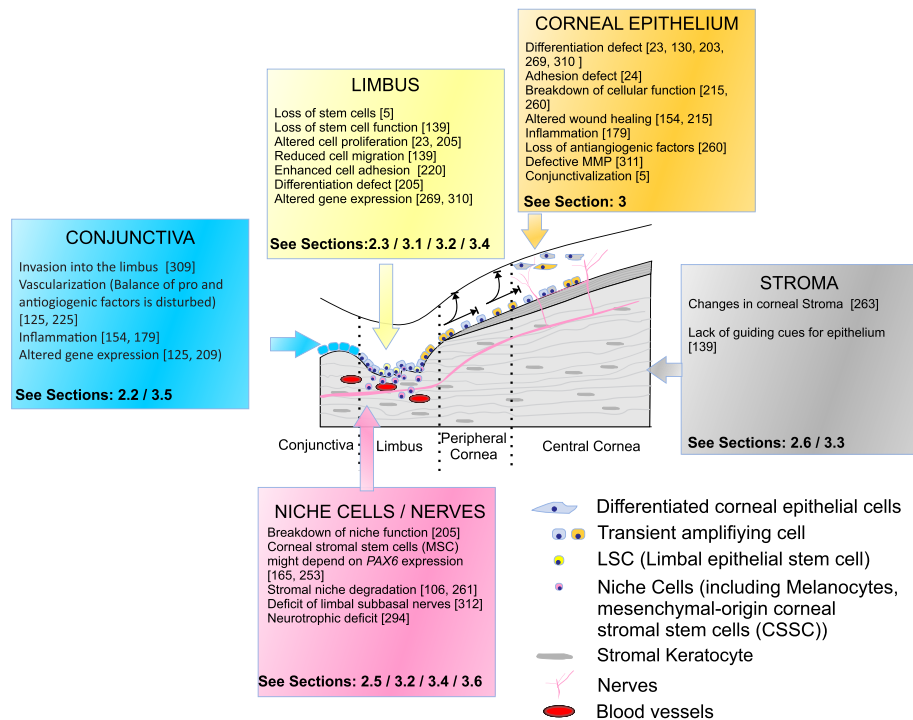 CORNEAL EPITHELIUM
Differentiation defect [23, 130, 203,
269, 310 ]
Adhesion defect [24]
Breakdown of cellular function [215,
260]
Altered wound healing [154, 215]
Inflammation [179]
Loss of antiangiogenic factors [260]
Defective MMP [311]
Conjunctivalization [5]
See Section: 3
LIMBUS
Loss of stem cells [5]
Loss of stem cell function [139]
Altered cell proliferation [23, 205]
Reduced cell migration [139]
Enhanced cell adhesion [220]
Differentiation defect [205]
Altered gene expression [269, 310]
See Sections:2.3 / 3.1 / 3.2 / 3.4
CONJUNCTIVA
Invasion into the limbus [309]
Vascularization (Balance of pro and
antiogiogenic factors is disturbed)
[125, 225]
Inflammation [154, 179]
Altered gene expression [125, 209)
See Sections: 2.2 / 3.5
STROMA
Changes in corneal Stroma [263]
Lack of guiding cues for epithelium
[139]
See Sections: 2.6 / 3.3
Conjunctiva
Limbus
Peripheral
Cornea
Central Cornea
NICHE CELLS / NERVES
Breakdown of niche function [205]
Corneal stromal stem cells (MSC)
might depend on PAX6 expression
[165, 253]
Stromal niche degradation [106, 261]
Deficit of limbal subbasal nerves [312]
Neurotrophic deficit [294]
See Sections: 2.5 / 3.2 / 3.4 / 3.6
Differentiated corneal epithelial cells
Transient amplifiying cell
LSC (Limbal epithelial stem cell)
Niche Cells (including Melanocytes,
mesenchymal-origin corneal
stromal stem cells (CSSC))
Stromal Keratocyte
Nerves
Blood vessels